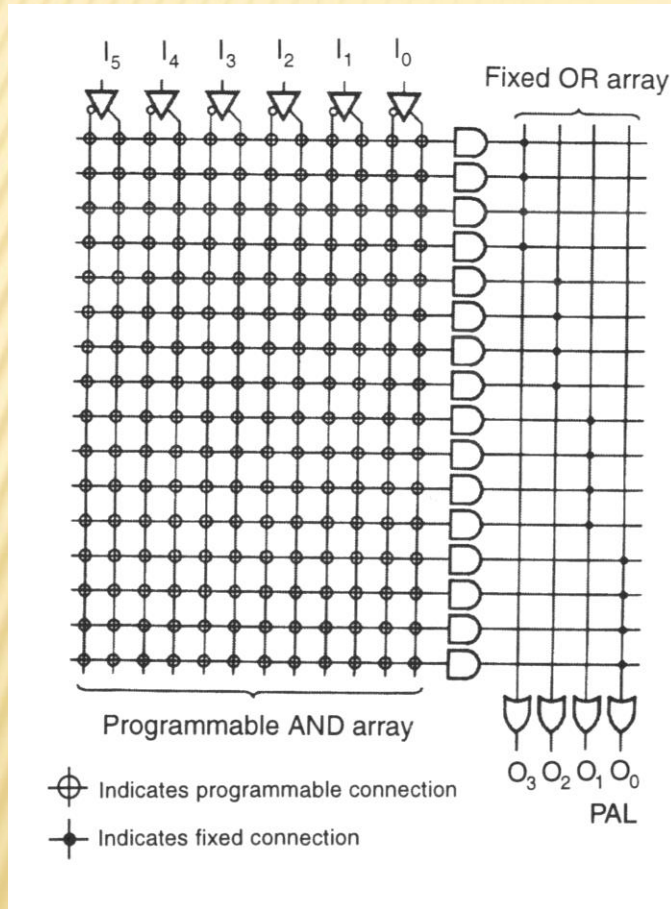 I₅ I₄ I₃ I₂ I₁ I₀
Fixed OR array
Programmable AND array
O₃ O₂ O₁ O₀
PAL
Indicates programmable connection
Indicates fixed connection